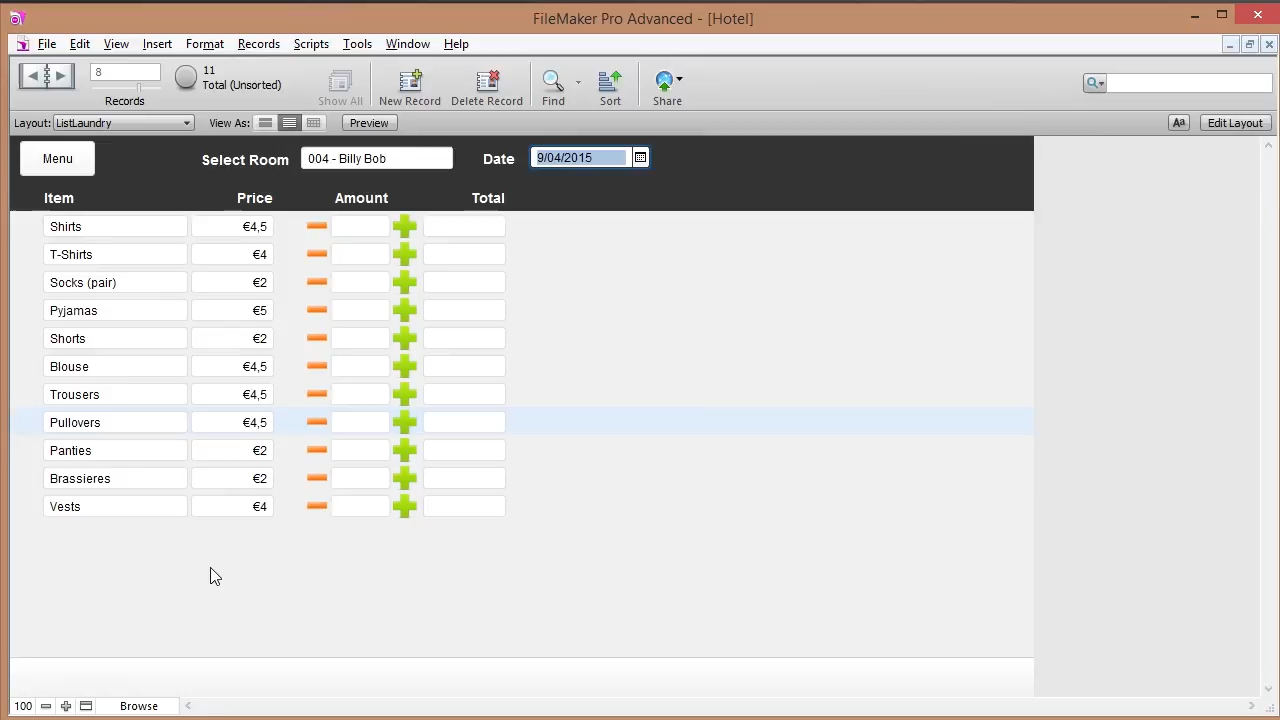 FileMaker Pro Advanced - [Hotel]
File Edit View Insert Format Records Scripts Tools Window Help
8
11
Total (Unsorted)
Records
Show All
New Record
Delete Record
Find
Sort
Share
Layout: ListLaundry View As: Preview Aa Edit Layout
Menu Select Room 004 - Billy Bob Date 9/04/2015
Item Price Amount Total
Shirts €4,5
T-Shirts €4
Socks (pair) €2
Pyjamas €5
Shorts €2
Blouse €4,5
Trousers €4,5
Pullovers €4,5
Panties €2
Brassieres €2
Vests €4
100 Browse